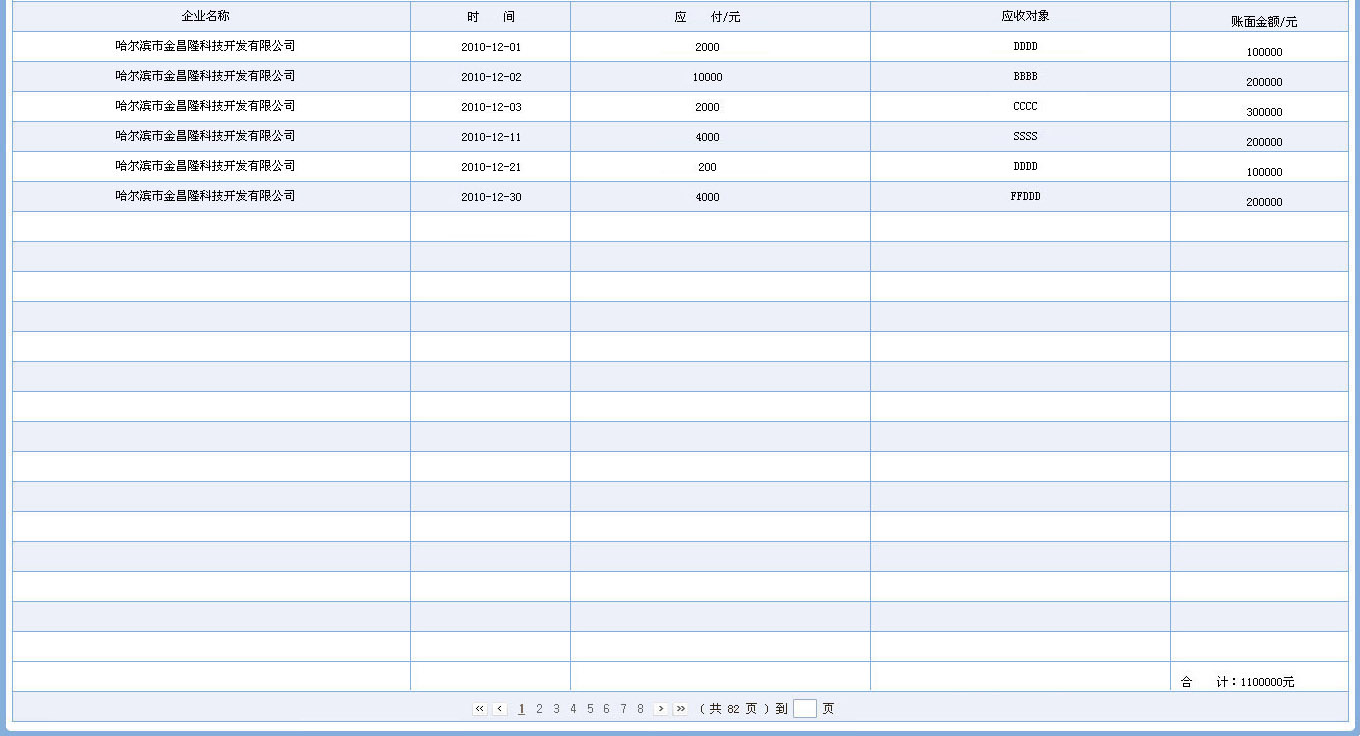 企业名称 时 间 应 付/元 应收对象 账面金额/元
哈尔滨市金昌隆科技开发有限公司 2010-12-01 2000 DDDD 100000
哈尔滨市金昌隆科技开发有限公司 2010-12-02 10000 BBBB 200000
哈尔滨市金昌隆科技开发有限公司 2010-12-03 2000 CCCC 300000
哈尔滨市金昌隆科技开发有限公司 2010-12-11 4000 SSSS 200000
哈尔滨市金昌隆科技开发有限公司 2010-12-21 200 DDDD 100000
哈尔滨市金昌隆科技开发有限公司 2010-12-30 4000 FFDDD 200000
合 计：1100000元
« ‹ 1 2 3 4 5 6 7 8 › » （ 共 82 页 ）到 页